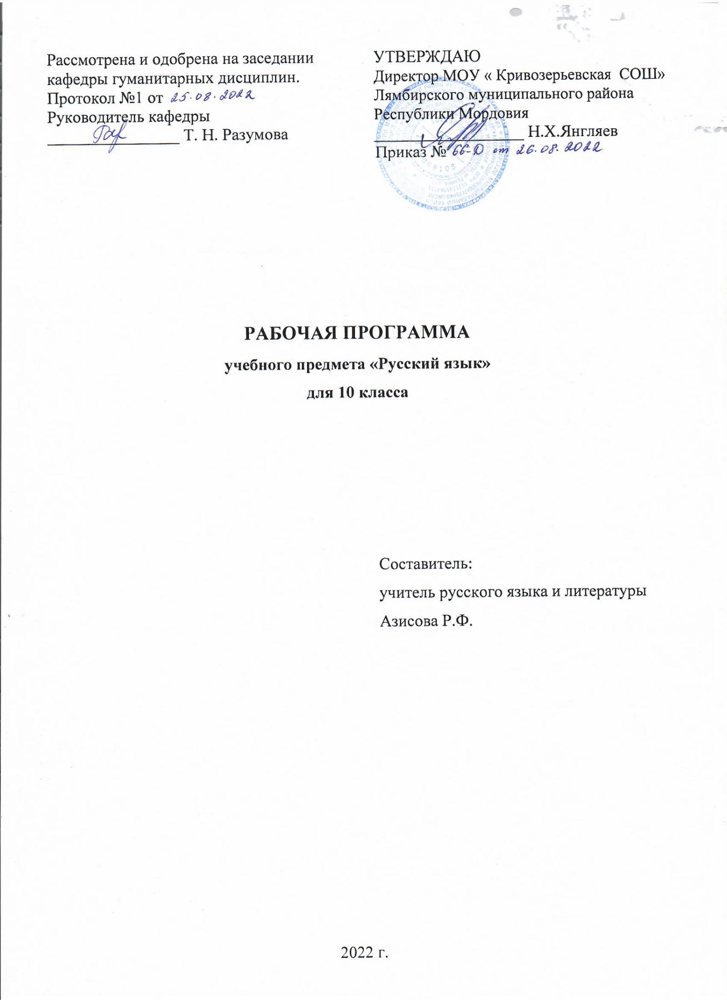 Рассмотрена и одобрена на заседании
кафедры гуманитарных дисциплин.
Протокол №1 от 25.08.2022
Руководитель кафедры
Т. Н. Разумова
УТВЕРЖДАЮ
Директор МОУ « Кривозерьевская СОШ»
Лямбирского муниципального района
Республики Мордовия
Н.Х.Янгляев
Приказ № 66-Д от 26.08.2022
РАБОЧАЯ ПРОГРАММА
учебного предмета «Русский язык»
для 10 класса
Составитель:
учитель русского языка и литературы
Азисова Р.Ф.
2022 г.